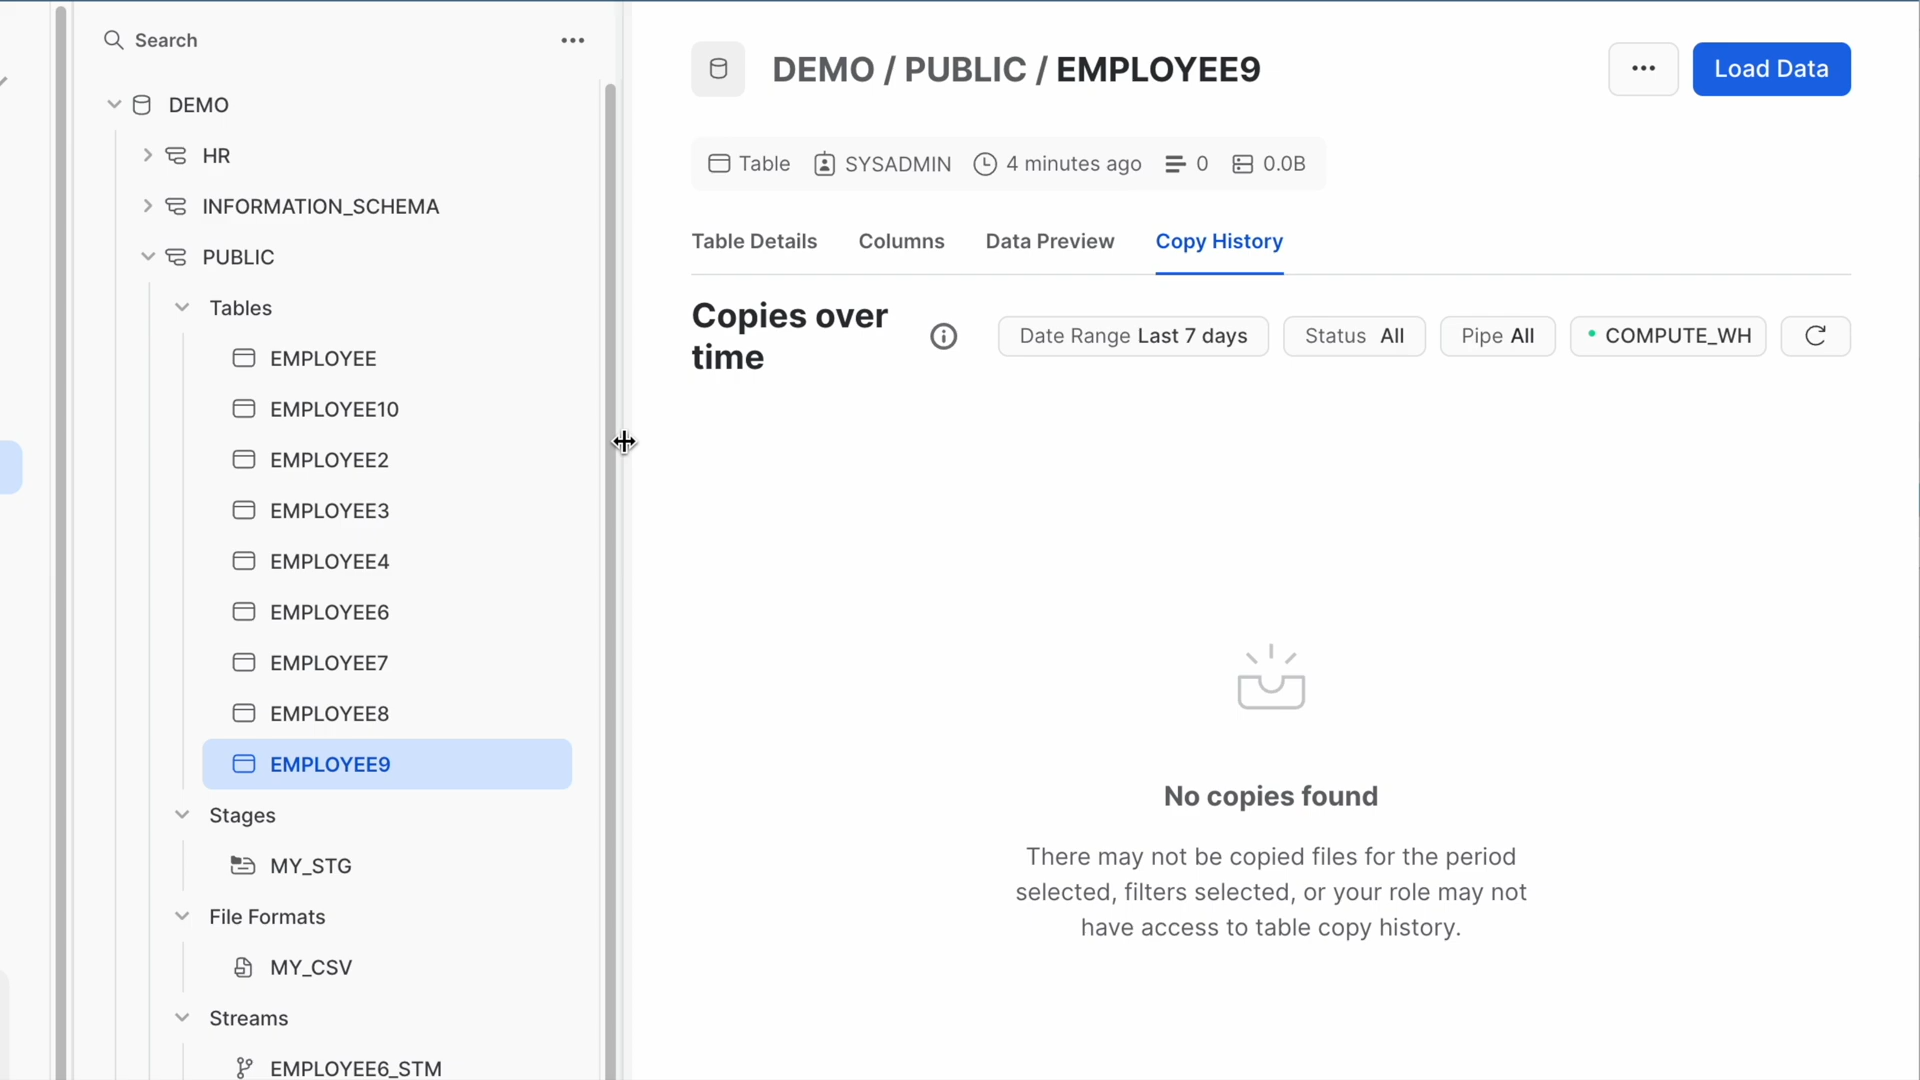 Search
DEMO
HR
INFORMATION_SCHEMA
PUBLIC
Tables
EMPLOYEE
EMPLOYEE10
EMPLOYEE2
EMPLOYEE3
EMPLOYEE4
EMPLOYEE6
EMPLOYEE7
EMPLOYEE8
EMPLOYEE9
Stages
MY_STG
File Formats
MY_CSV
Streams
EMPLOYEE6_STM
DEMO / PUBLIC / EMPLOYEE9
Load Data
Table SYSADMIN 4 minutes ago 0 0.0B
Table Details Columns Data Preview Copy History
Copies over
time
Date Range Last 7 days Status All Pipe All COMPUTE_WH
No copies found
There may not be copied files for the period
selected, filters selected, or your role may not
have access to table copy history.